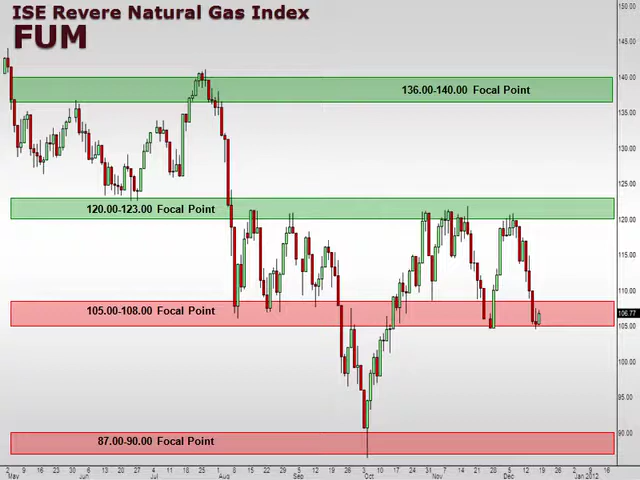 ISE Revere Natural Gas Index
FUM
150.00
145.00
140.00
136.00-140.00 Focal Point
135.00
130.00
125.00
120.00-123.00 Focal Point
120.00
115.00
110.00
105.00-108.00 Focal Point
106.77
105.00
100.00
95.00
87.00-90.00 Focal Point
90.00
May Jun Jul Aug Sep Oct Nov Dec Jan 2012